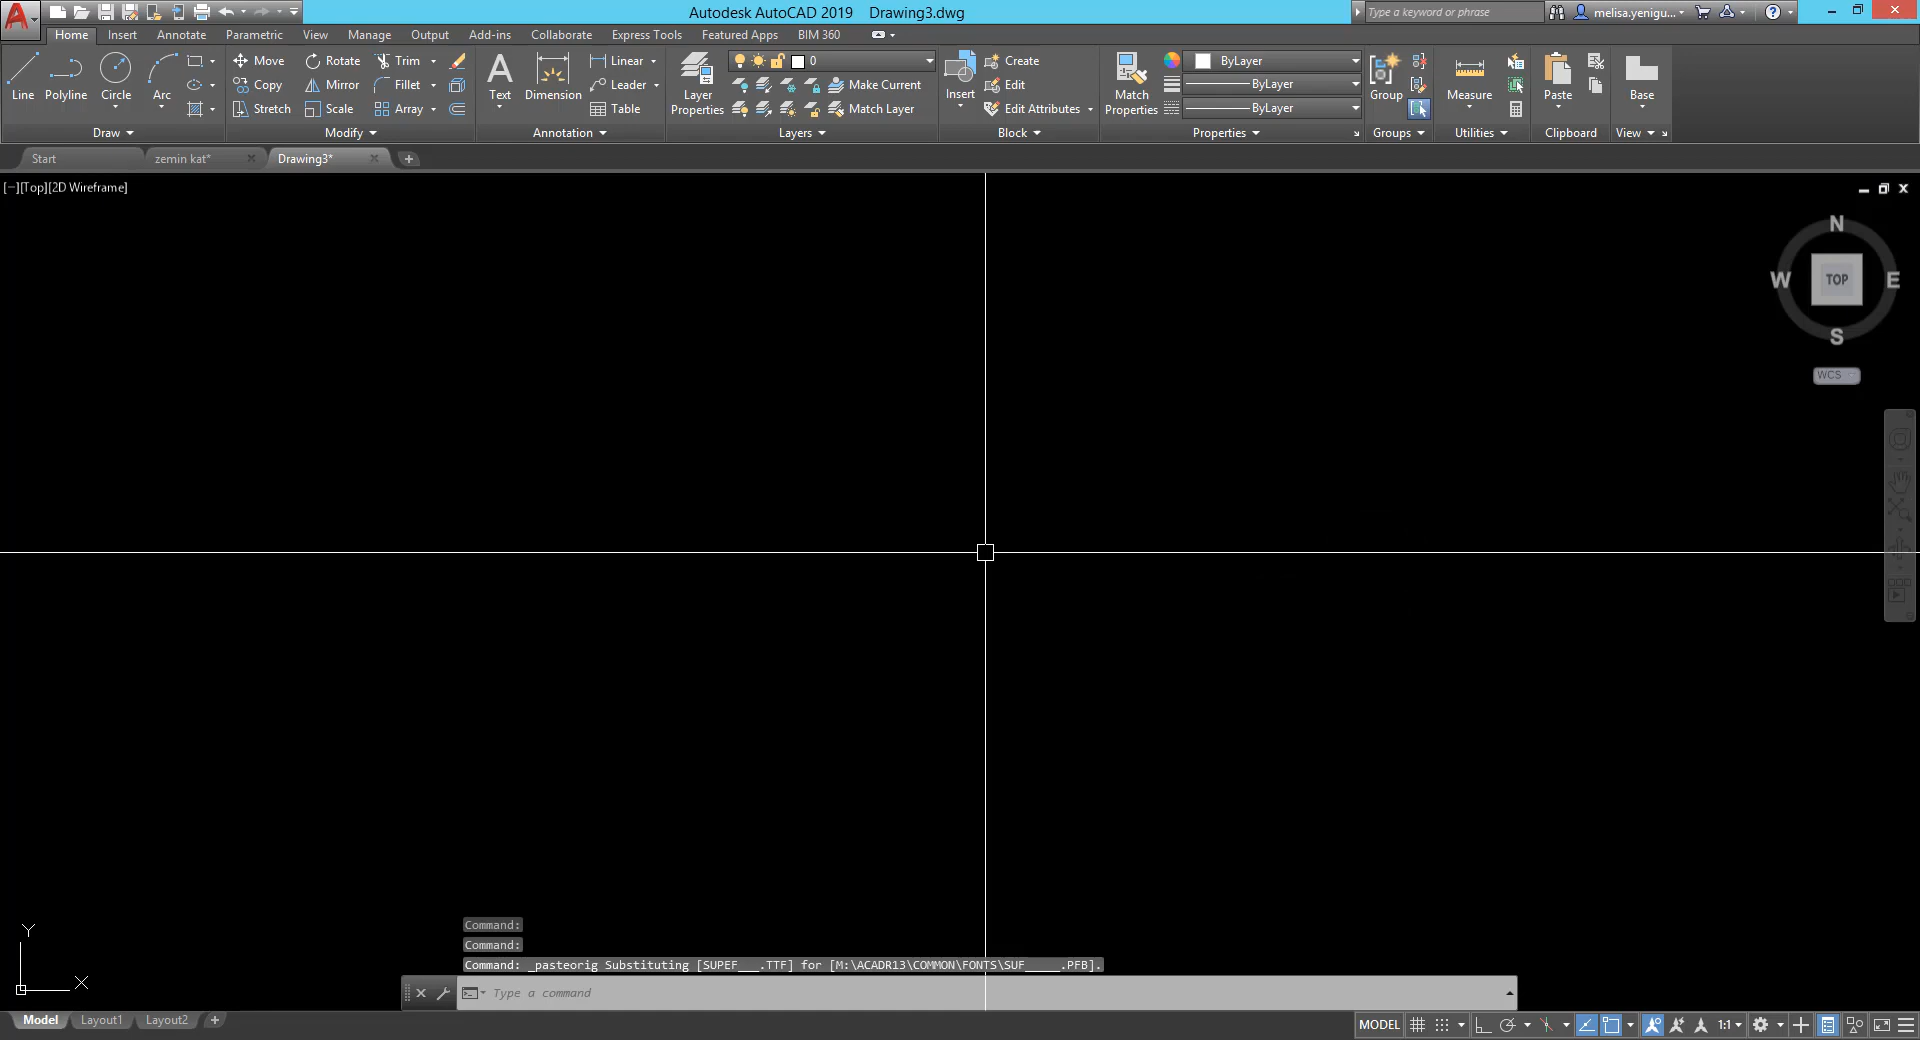 Autodesk AutoCAD 2019 Drawing3.dwg
Type a keyword or phrase
melisa.yenigu...
Home Insert Annotate Parametric View Manage Output Add-ins Collaborate Express Tools Featured Apps BIM 360
Line Polyline Circle Arc
Move Rotate Trim
Copy Mirror Fillet
Stretch Scale Array
Text Dimension
Linear
Leader
Table
Layer Properties
0
Make Current
Match Layer
Insert
Create
Edit
Edit Attributes
Match Properties
ByLayer
ByLayer
ByLayer
Group
Measure
Paste
Base
Draw Modify Annotation Layers Block Properties Groups Utilities Clipboard View
Start zemin kat* Drawing3*
[−][Top][2D Wireframe]
N
W TOP E
S
WCS
Y
X
Command:
Command:
Command: _pasteorig Substituting [SUPEF___.TTF] for [M:\ACADR13\COMMON\FONTS\SUF_____.PFB].
Type a command
Model Layout1 Layout2
MODEL 1:1